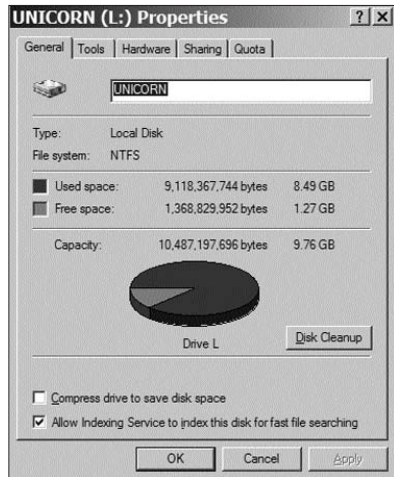 UNICORN (L:) Properties ? X
General Tools Hardware Sharing Quota
UNICORN
Type: Local Disk
File system: NTFS
Used space: 9,118,367,744 bytes 8.49 GB
Free space: 1,368,829,952 bytes 1.27 GB
Capacity: 10,487,197,696 bytes 9.76 GB
Drive L
Disk Cleanup
Compress drive to save disk space
Allow Indexing Service to index this disk for fast file searching
OK Cancel Apply